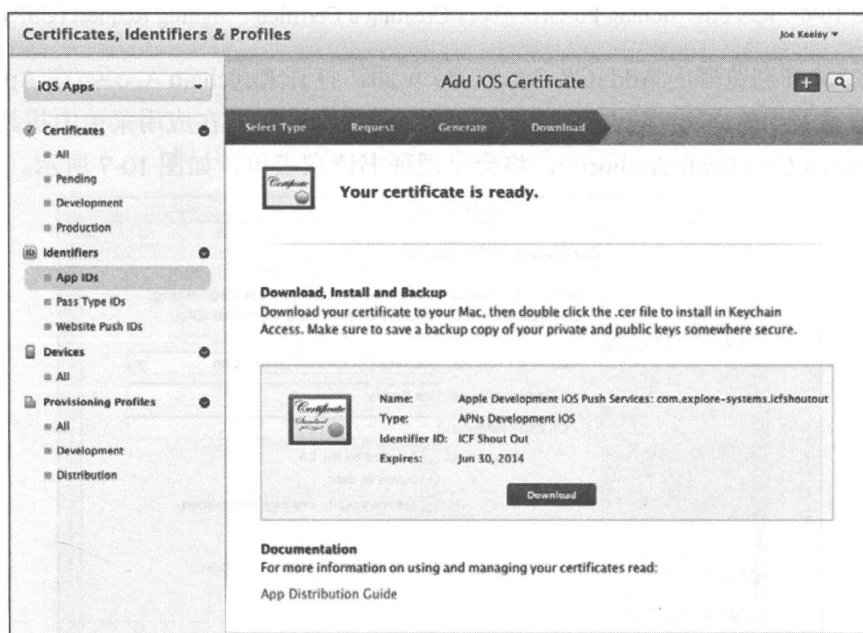 Certificates, Identifiers & Profiles
Joe Keeley
iOS Apps
Add iOS Certificate
Certificates
All
Pending
Development
Production
Identifiers
App IDs
Pass Type IDs
Website Push IDs
Devices
All
Provisioning Profiles
All
Development
Distribution
Select Type
Request
Generate
Download
Certificate
Your certificate is ready.
Download, Install and Backup
Download your certificate to your Mac, then double click the .cer file to install in Keychain
Access. Make sure to save a backup copy of your private and public keys somewhere secure.
Certificate
Standard
Name: Apple Development iOS Push Services: com.explore-systems.icfshoutout
Type: APNs Development iOS
Identifier ID: ICF Shout Out
Expires: Jun 30, 2014
Download
Documentation
For more information on using and managing your certificates read:
App Distribution Guide